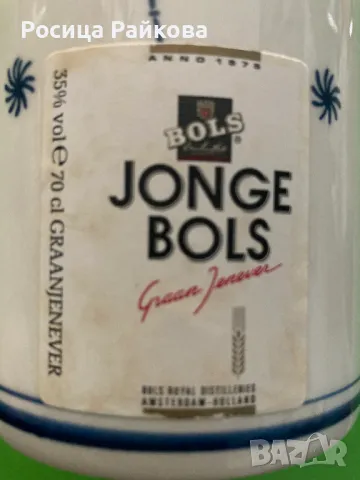 Росица Райкова
ANNO 1575
BOLS
®
JONGE
BOLS
Graan Jenever
BOLS ROYAL DISTILLERIES
AMSTERDAM-HOLLAND
35% vol e 70 cl GRAANJENEVER
BAZAR